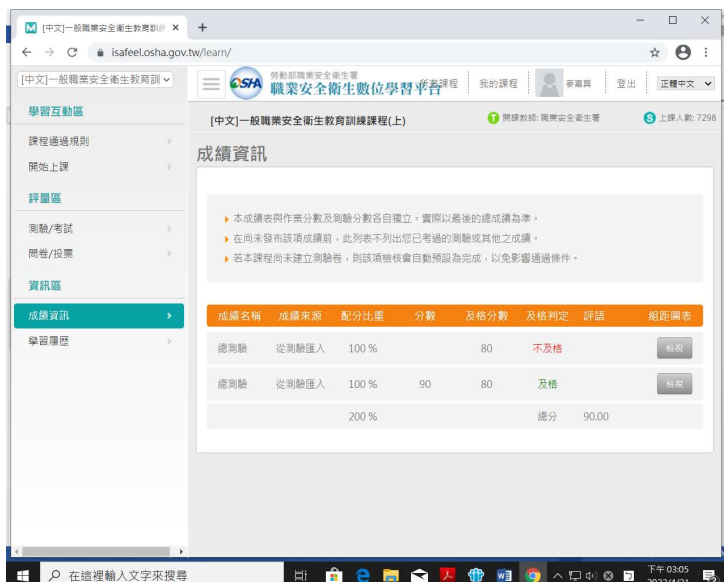 [中文]一般職業安全衛生教育訓練
isafeel.osha.gov.tw/learn/
[中文]一般職業安全衛生教育訓
OSHA
勞動部職業安全衛生署
職業安全衛生數位學習平台
所有課程
我的課程
登出
正體中文
學習互動區
課程通過規則
開始上課
評量區
測驗/考試
問卷/投票
資訊區
成績資訊
學習履歷
[中文]一般職業安全衛生教育訓練課程(上)
T 開課教師: 職業安全衛生署
S 上課人數: 7298
成績資訊
本成績表與作業分數及測驗分數各自獨立。實際以最後的總成績為準。
在尚未發布該項成績前,此列表不列出您已考過的測驗或其他之成績。
若本課程尚未建立測驗卷,則該項檢核會自動預設為完成,以免影響通過條件。
成績名稱 成績來源 配分比重 分數 及格分數 及格判定 評語 組距圖表
總測驗 從測驗匯入 100 % 80 不及格 檢視
總測驗 從測驗匯入 100 % 90 80 及格 檢視
200 % 總分 90.00
在這裡輸入文字來搜尋
下午 03:05